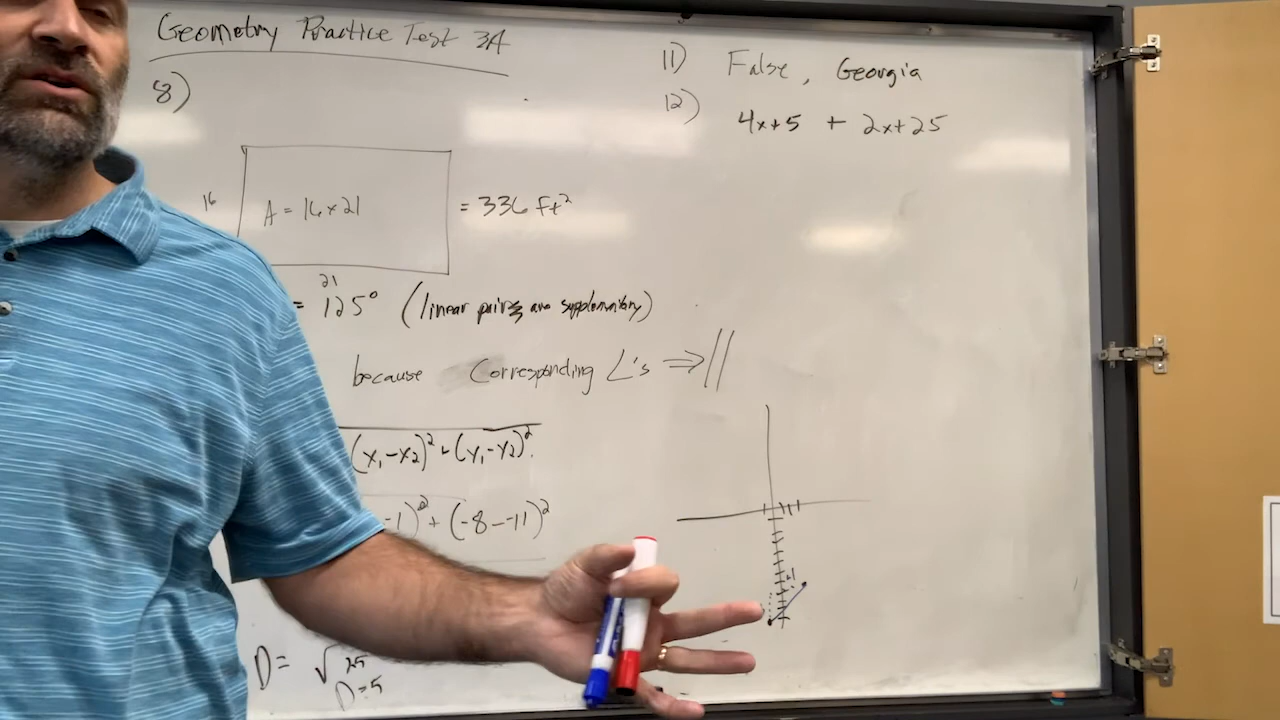 Geometry Practice Test 3A
8)
16
A = 16 x 21
= 336 ft²
21
= 125° (linear pairs are supplementary)
because Corresponding ∠'s ⇒ ||
(x₁-x₂)² + (y₁-y₂)²
-1)² + (-8--11)²
D = √25
D=5
11) False, Georgia
12) 4x+5 + 2x+25